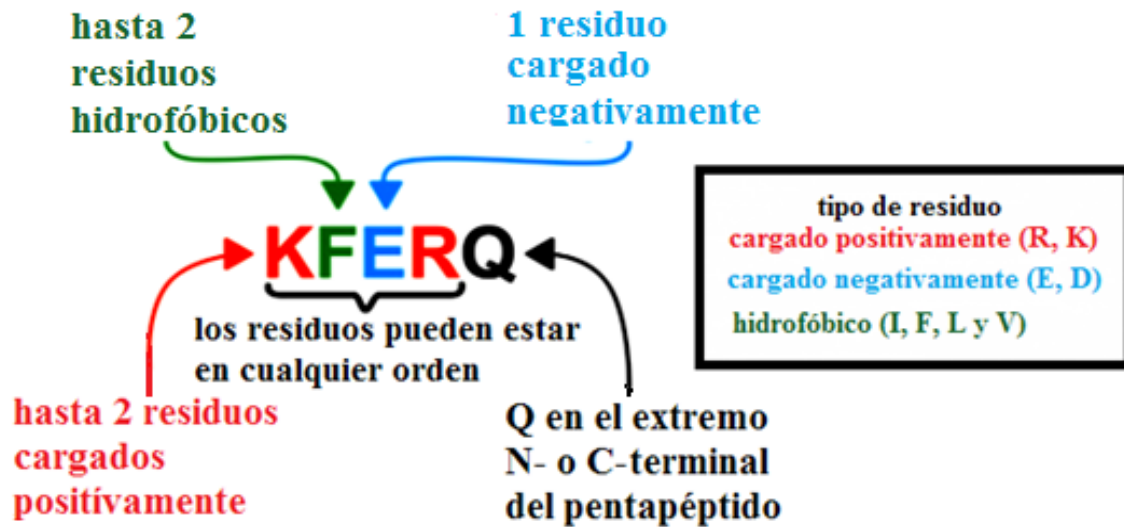 hasta 2
residuos
hidrofóbicos
1 residuo
cargado
negativamente
KFERQ
los residuos pueden estar
en cualquier orden
tipo de residuo
cargado positivamente (R, K)
cargado negativamente (E, D)
hidrofóbico (I, F, L y V)
hasta 2 residuos
cargados
positivamente
Q en el extremo
N- o C-terminal
del pentapéptido